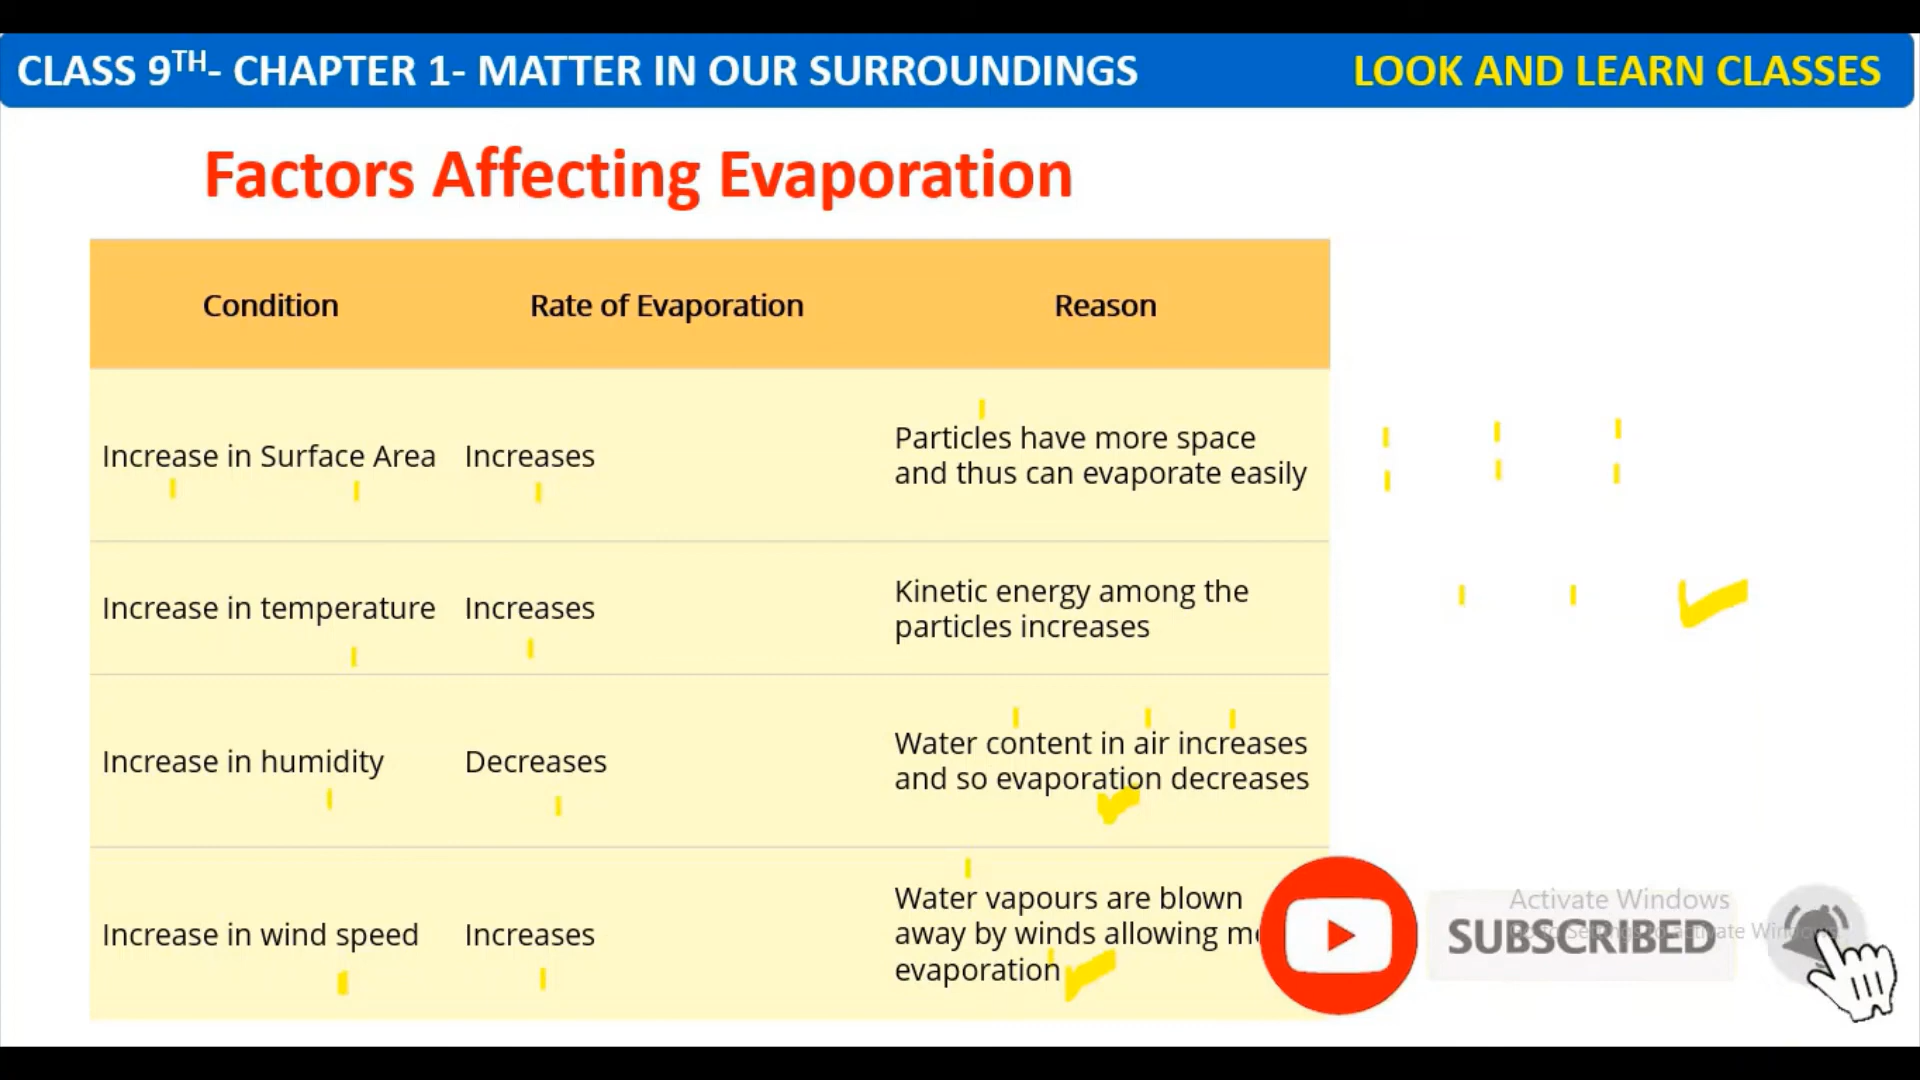 CLASS 9TH- CHAPTER 1- MATTER IN OUR SURROUNDINGS LOOK AND LEARN CLASSES
Factors Affecting Evaporation
Condition Rate of Evaporation Reason
Increase in Surface Area Increases Particles have more space
and thus can evaporate easily
Increase in temperature Increases Kinetic energy among the
particles increases
Increase in humidity Decreases Water content in air increases
and so evaporation decreases
Increase in wind speed Increases Water vapours are blown
away by winds allowing
evaporation
Activate Windows
SUBSCRIBED